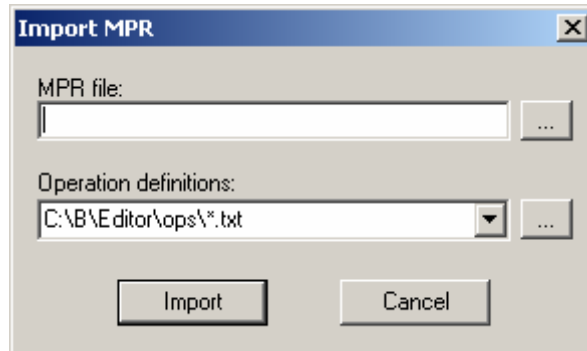 Import MPR
MPR file:
...
Operation definitions:
C:\B\Editor\ops\*.txt
...
Import
Cancel